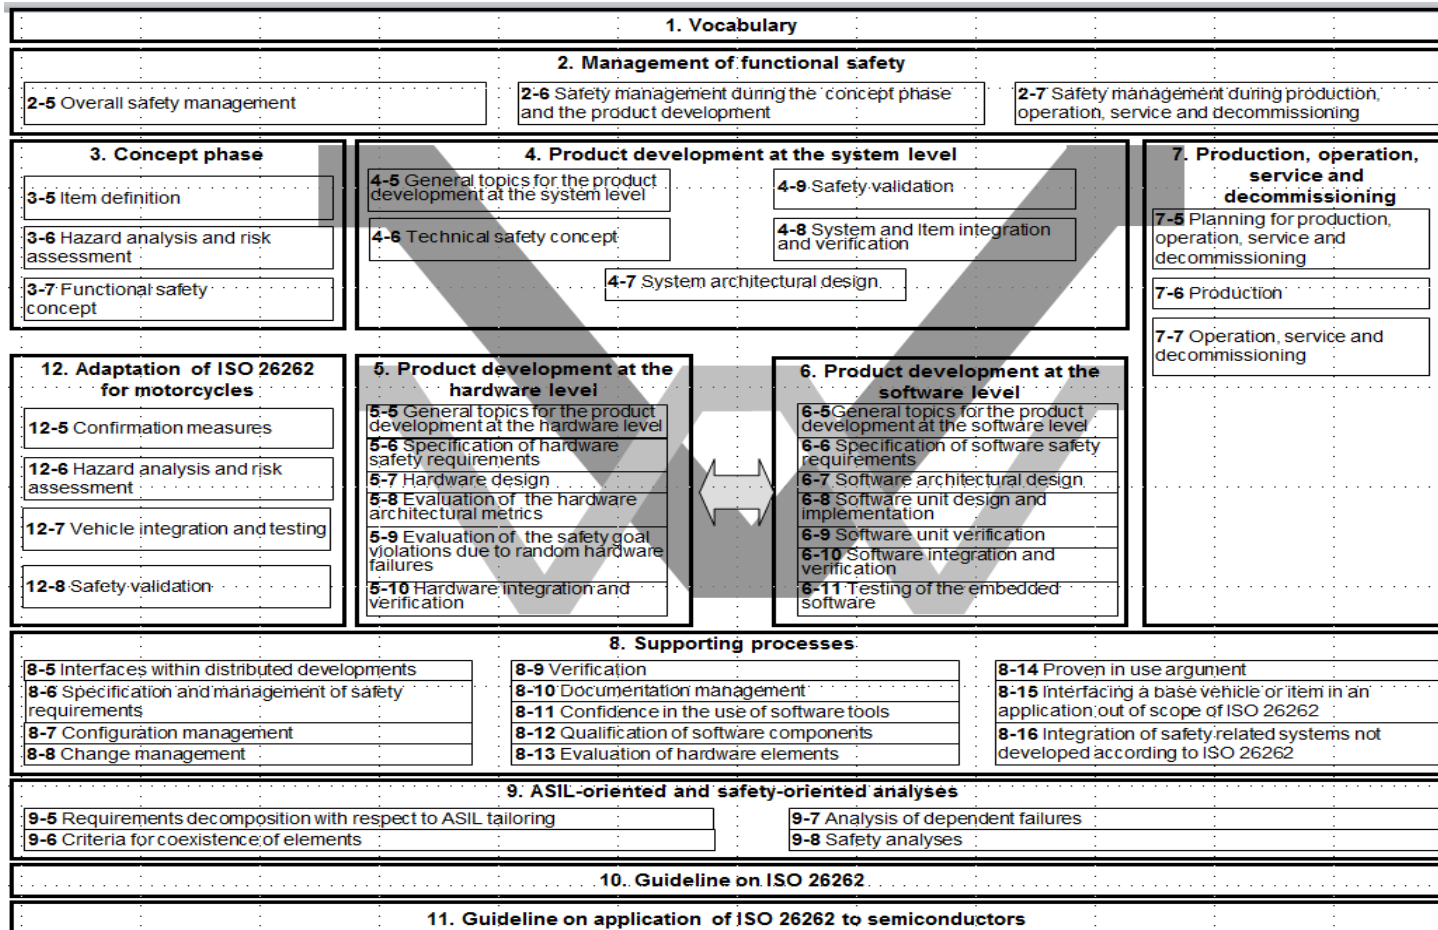 1. Vocabulary
2. Management of functional safety
2-5 Overall safety management
2-6 Safety management during the concept phase
and the product development
2-7 Safety management during production,
operation, service and decommissioning
3. Concept phase
3-5 Item definition
3-6 Hazard analysis and risk
assessment
3-7 Functional safety
concept
4. Product development at the system level
4-5 General topics for the product
development at the system level
4-6 Technical safety concept
4-7 System architectural design
4-9 Safety validation
4-8 System and Item integration
and verification
7. Production, operation,
service and
decommissioning
7-5 Planning for production,
operation, service and
decommissioning
7-6 Production
7-7 Operation, service and
decommissioning
12. Adaptation of ISO 26262
for motorcycles
12-5 Confirmation measures
12-6 Hazard analysis and risk
assessment
12-7 Vehicle integration and testing
12-8 Safety validation
5. Product development at the
hardware level
5-5 General topics for the product
development at the hardware level
5-6 Specification of hardware
safety requirements
5-7 Hardware design
5-8 Evaluation of the hardware
architectural metrics
5-9 Evaluation of the safety goal
violations due to random hardware
failures
5-10 Hardware integration and
verification
6. Product development at the
software level
6-5General topics for the product
development at the software level
6-6 Specification of software safety
requirements
6-7 Software architectural design
6-8 Software unit design and
implementation
6-9 Software unit verification
6-10 Software integration and
verification
6-11 Testing of the embedded
software
8. Supporting processes
8-5 Interfaces within distributed developments
8-6 Specification and management of safety
requirements
8-7 Configuration management
8-8 Change management
8-9 Verification
8-10 Documentation management
8-11 Confidence in the use of software tools
8-12 Qualification of software components
8-13 Evaluation of hardware elements
8-14 Proven in use argument
8-15 Interfacing a base vehicle or item in an
application out of scope of ISO 26262
8-16 Integration of safety related systems not
developed according to ISO 26262
9. ASIL-oriented and safety-oriented analyses
9-5 Requirements decomposition with respect to ASIL tailoring
9-6 Criteria for coexistence of elements
9-7 Analysis of dependent failures
9-8 Safety analyses
10. Guideline on ISO 26262
11. Guideline on application of ISO 26262 to semiconductors